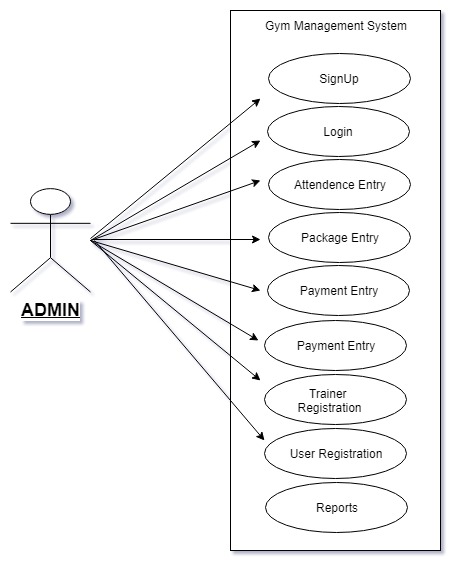 Gym Management System
SignUp
Login
Attendence Entry
Package Entry
Payment Entry
Payment Entry
Trainer
Registration
User Registration
Reports
ADMIN